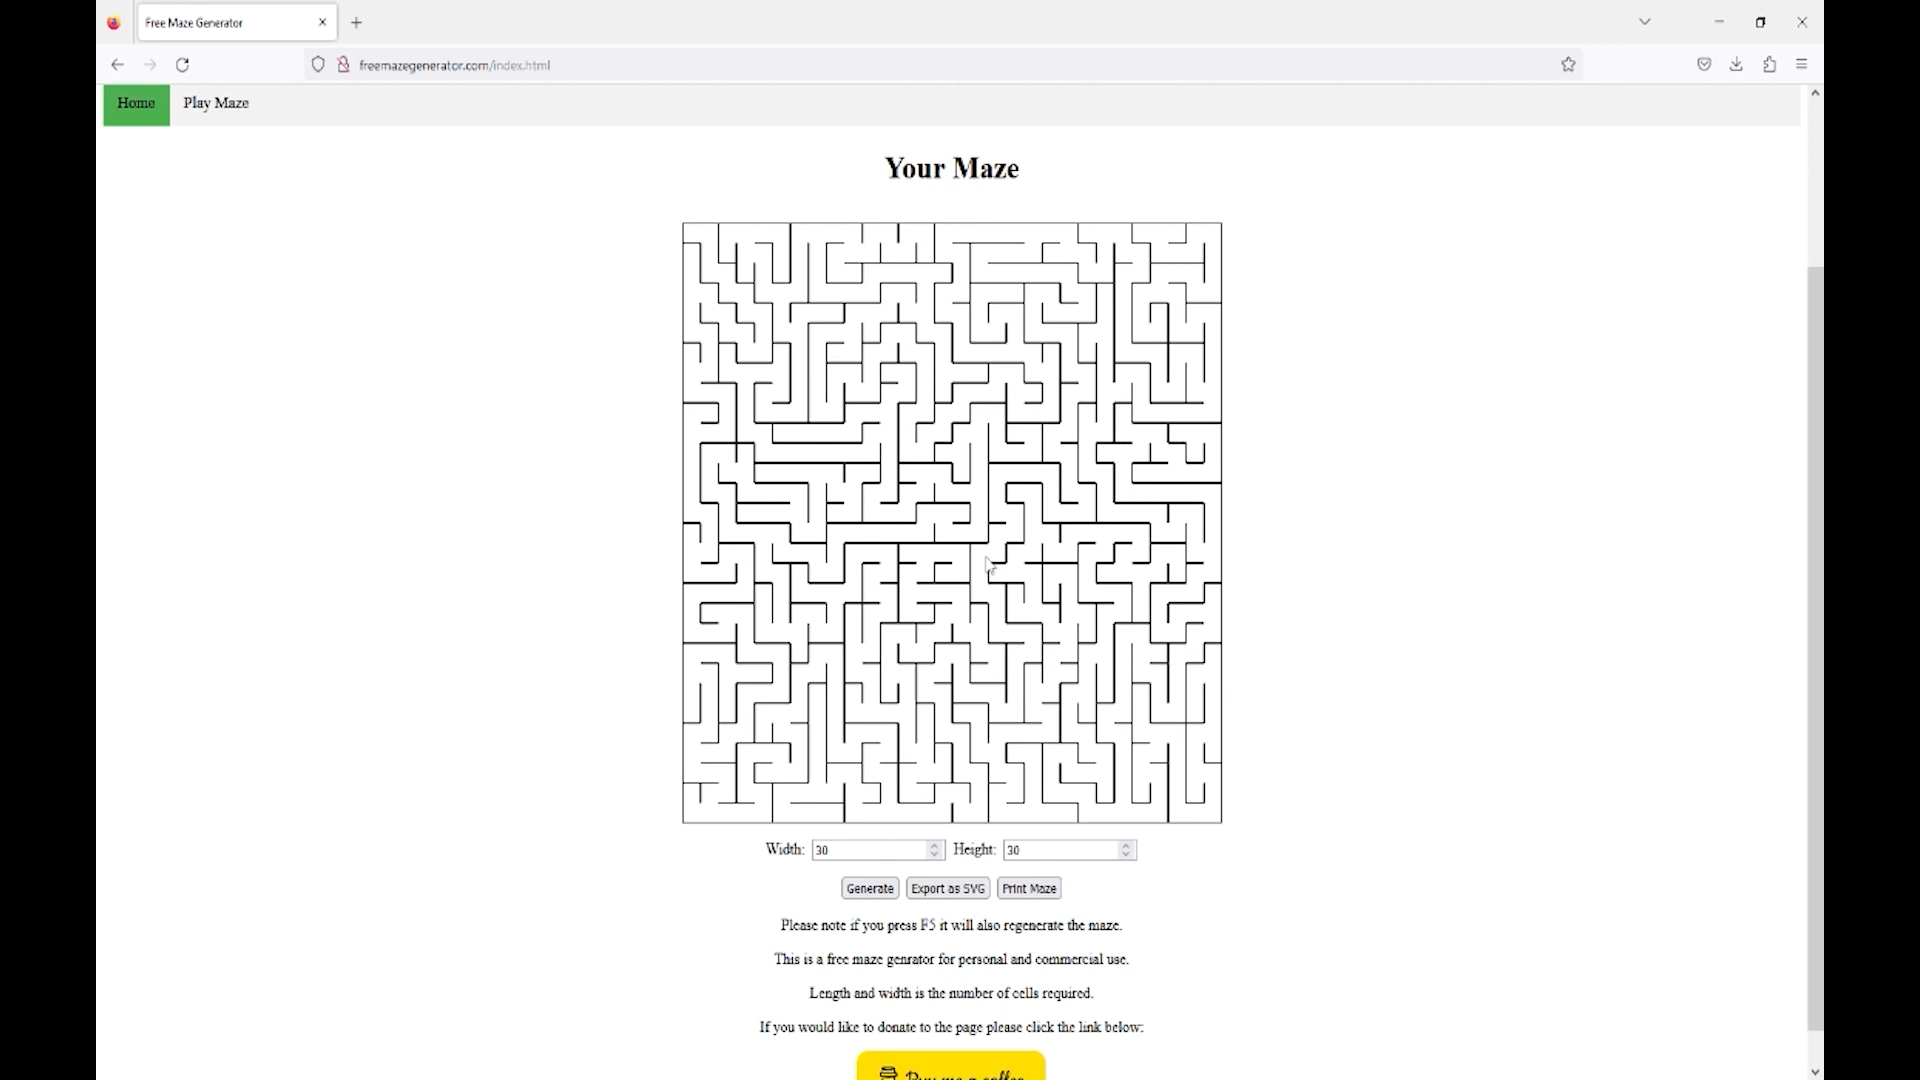 Free Maze Generator
freemazegenerator.com/index.html
Home Play Maze
Your Maze
Width: 30 Height: 30
Generate Export as SVG Print Maze
Please note if you press F5 it will also regenerate the maze.
This is a free maze genrator for personal and commercial use.
Length and width is the number of cells required.
If you would like to donate to the page please click the link below:
Buy me a coffee